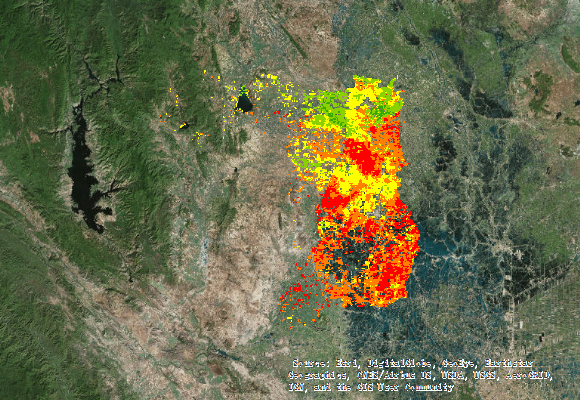 Source: Esri, DigitalGlobe, GeoEye, Earthstar
Geographics, CNES/Airbus DS, USDA, USGS, AeroGRID,
IGN, and the GIS User Community